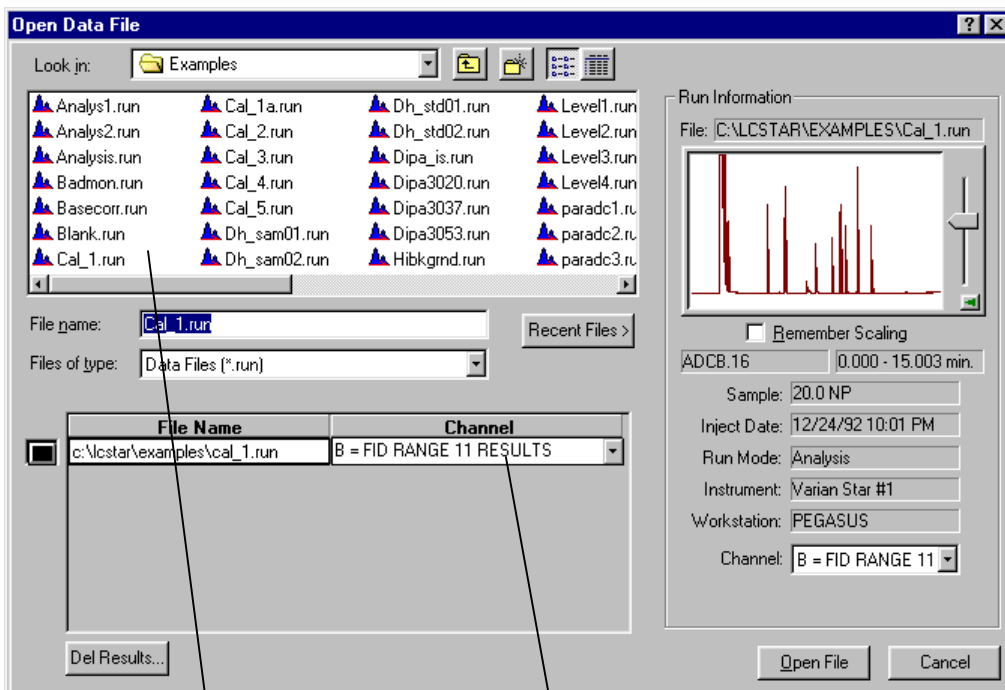 Open Data File
Look in: Examples
Analys1.run Cal_1a.run Dh_std01.run Level1.run
Analys2.run Cal_2.run Dh_std02.run Level2.run
Analysis.run Cal_3.run Dipa_is.run Level3.run
Badmon.run Cal_4.run Dipa3020.run Level4.run
Basecorr.run Cal_5.run Dipa3037.run paradc1.ru
Blank.run Dh_sam01.run Dipa3053.run paradc2.ru
Cal_1.run Dh_sam02.run Hibkgrnd.run paradc3.ru
File name: Cal_1.run
Recent Files >
Files of type: Data Files (*.run)
File Name Channel
c:\lcstar\examples\cal_1.run B = FID RANGE 11 RESULTS
Del Results...
Run Information
File: C:\LCSTAR\EXAMPLES\Cal_1.run
Remember Scaling
ADCB.16 0.000 - 15.003 min.
Sample: 20.0 NP
Inject Date: 12/24/92 10:01 PM
Run Mode: Analysis
Instrument: Varian Star #1
Workstation: PEGASUS
Channel: B = FID RANGE 11
Open File Cancel